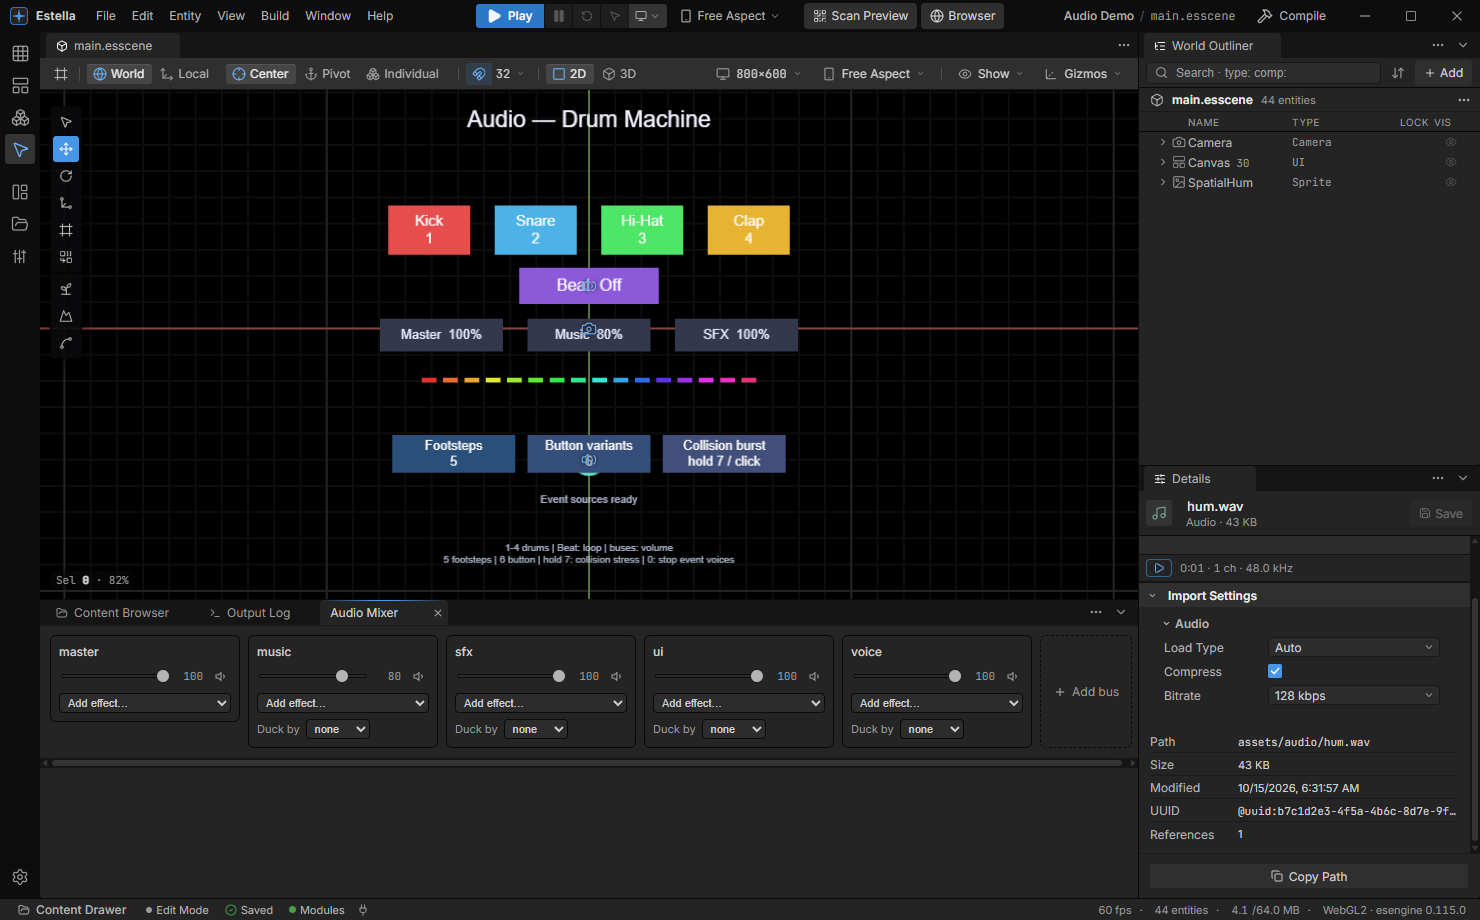 Estella File Edit Entity View Build Window Help Play Free Aspect Scan Preview Browser Audio Demo / main.esscene Compile
main.esscene
World Local Center Pivot Individual 32 2D 3D 800×600 Free Aspect Show Gizmos
Audio — Drum Machine
Kick
1
Snare
2
Hi-Hat
3
Clap
4
Beat: Off
Master 100%
Music 80%
SFX 100%
Footsteps
5
Button variants
6
Collision burst
hold 7 / click
Event sources ready
1-4 drums | Beat: loop | buses: volume
5 footsteps | 6 button | hold 7: collision stress | 0: stop event voices
Sel 0 · 82%
Content Browser Output Log Audio Mixer
master
100
Add effect...
music
80
Add effect...
Duck by none
sfx
100
Add effect...
Duck by none
ui
100
Add effect...
Duck by none
voice
100
Add effect...
Duck by none
+ Add bus
World Outliner
Search · type: comp:
+ Add
main.esscene 44 entities
NAME TYPE LOCK VIS
Camera Camera
Canvas 30 UI
SpatialHum Sprite
Details
hum.wav
Audio · 43 KB
Save
0:01 · 1 ch · 48.0 kHz
Import Settings
Audio
Load Type Auto
Compress
Bitrate 128 kbps
Path assets/audio/hum.wav
Size 43 KB
Modified 10/15/2026, 6:31:57 AM
UUID @uuid:b7c1d2e3-4f5a-4b6c-8d7e-9f…
References 1
Copy Path
Content Drawer Edit Mode Saved Modules 60 fps · 44 entities · 4.1 /64.0 MB · WebGL2 · esengine 0.115.0